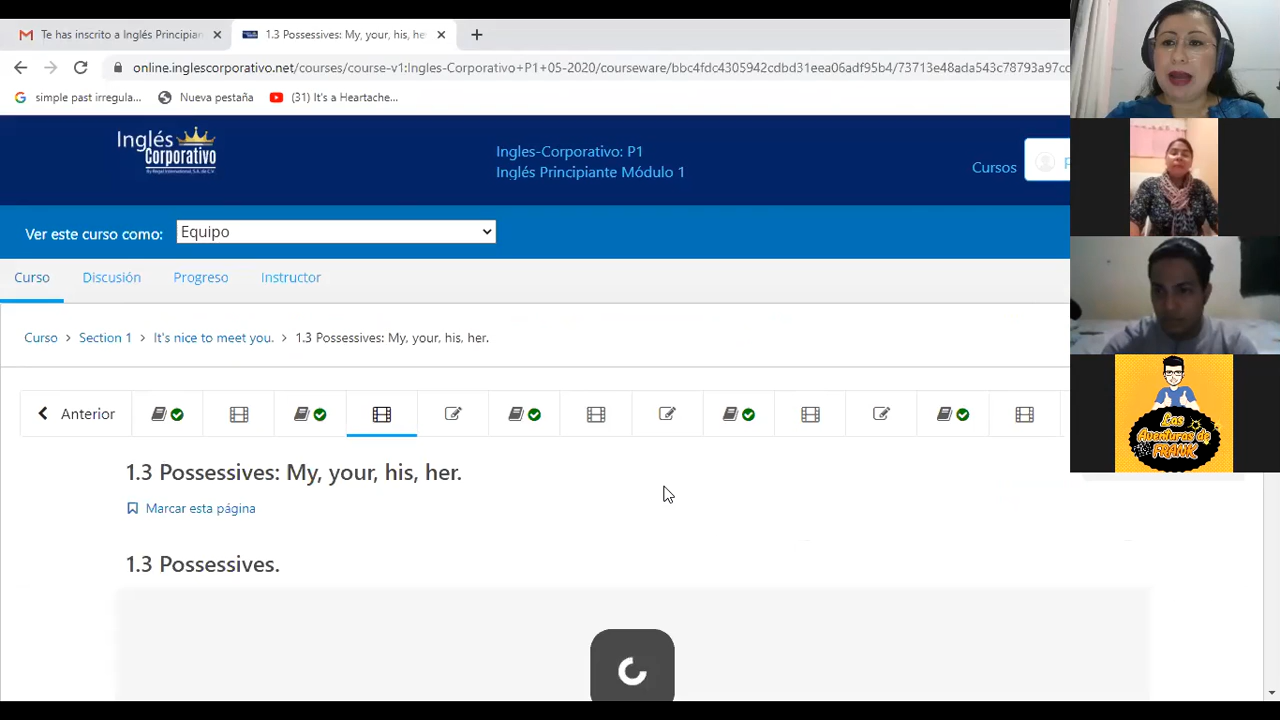 Te has inscrito a Inglés Principian
1.3 Possessives: My, your, his, he
online.inglescorporativo.net/courses/course-v1:Ingles-Corporativo+P1+05-2020/courseware/bbc4fdc4305942cdbd31eea06adf95b4/73713e48ada543c78793a97cc
simple past irregula...
Nueva pestaña
(31) It's a Heartache...
Inglés
Corporativo
Ingles-Corporativo: P1
Inglés Principiante Módulo 1
Cursos
Ver este curso como: Equipo
Curso Discusión Progreso Instructor
Curso > Section 1 > It's nice to meet you. > 1.3 Possessives: My, your, his, her.
Anterior
1.3 Possessives: My, your, his, her.
Marcar esta página
1.3 Possessives.
Las
Aventuras de
FRANK